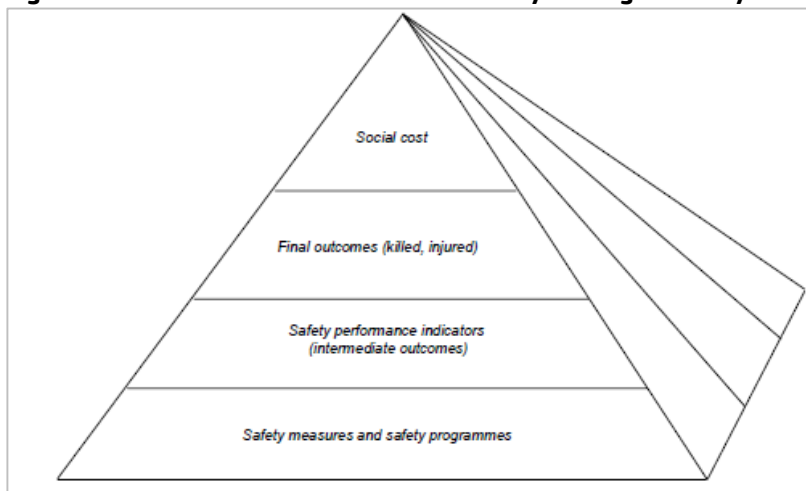 Social cost
Final outcomes (killed, injured)
Safety performance indicators
(intermediate outcomes)
Safety measures and safety programmes